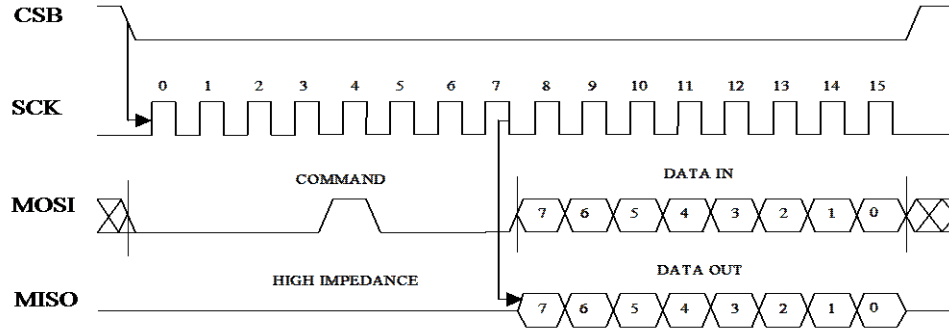 CSB
0 1 2 3 4 5 6 7 8 9 10 11 12 13 14 15
SCK
COMMAND DATA IN
MOSI
7 6 5 4 3 2 1 0
HIGH IMPEDANCE DATA OUT
MISO
7 6 5 4 3 2 1 0